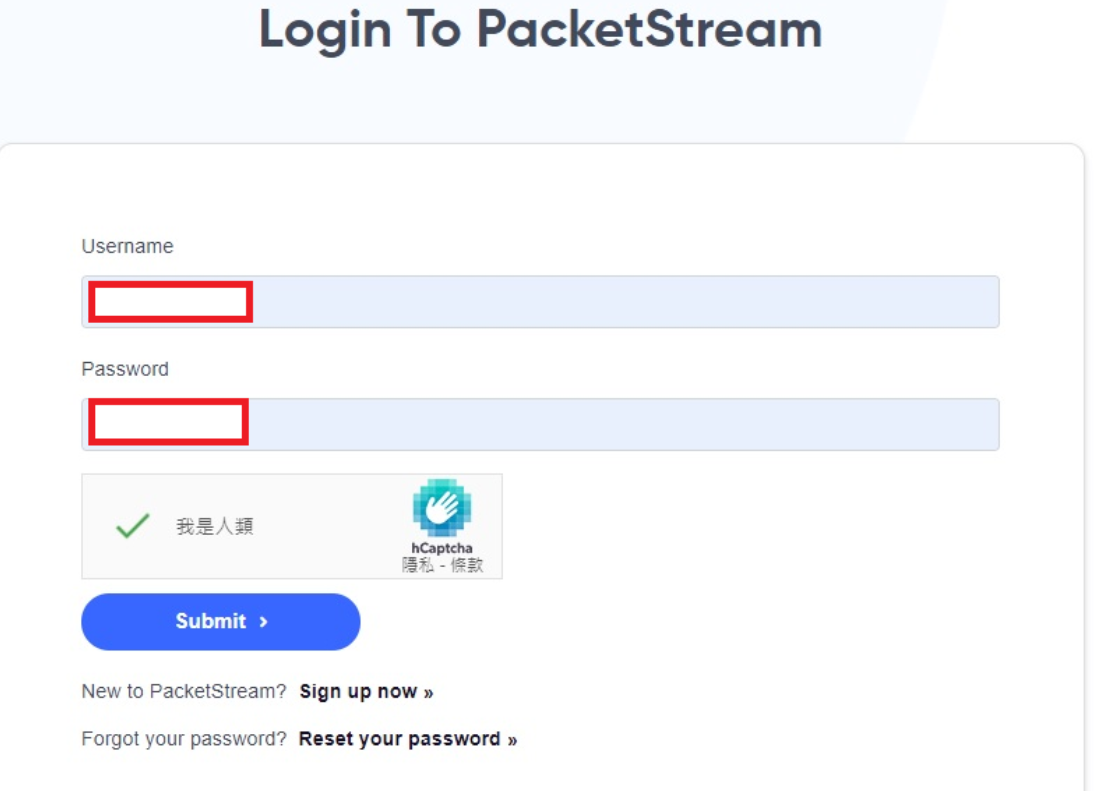 Login To PacketStream
Username
Password
我是人類
hCaptcha
隱私 - 條款
Submit ›
New to PacketStream? Sign up now »
Forgot your password? Reset your password »